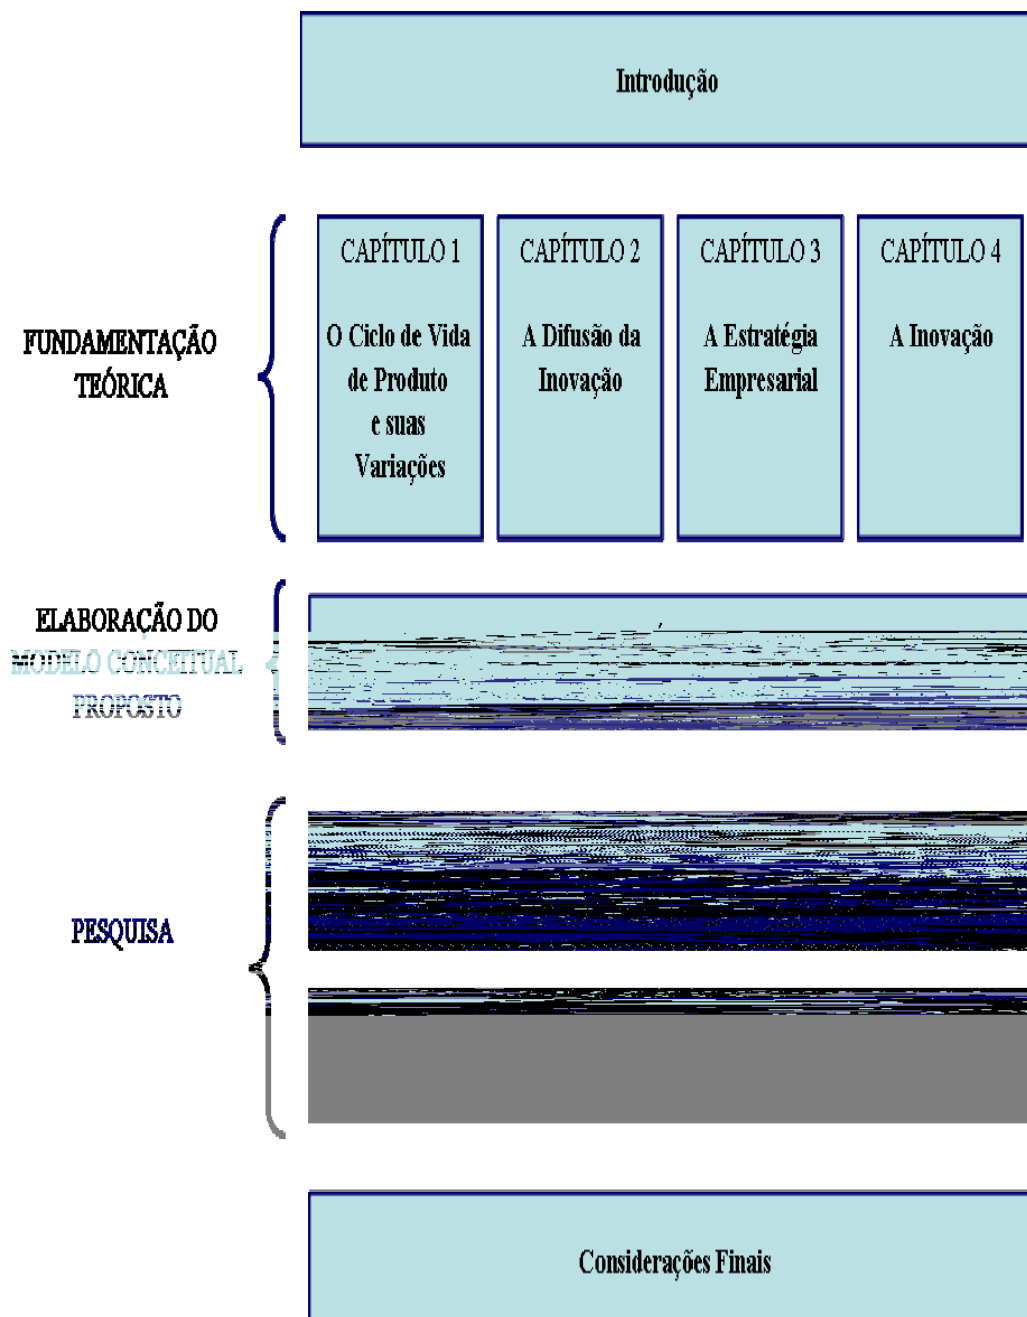 Introdução
FUNDAMENTAÇÃO
TEÓRICA
CAPÍTULO 1
O Ciclo de Vida
de Produto
e suas
Variações
CAPÍTULO 2
A Difusão da
Inovação
CAPÍTULO 3
A Estratégia
Empresarial
CAPÍTULO 4
A Inovação
ELABORAÇÃO DO
MODELO CONCEITUAL
PROPOSTO
PESQUISA
Considerações Finais